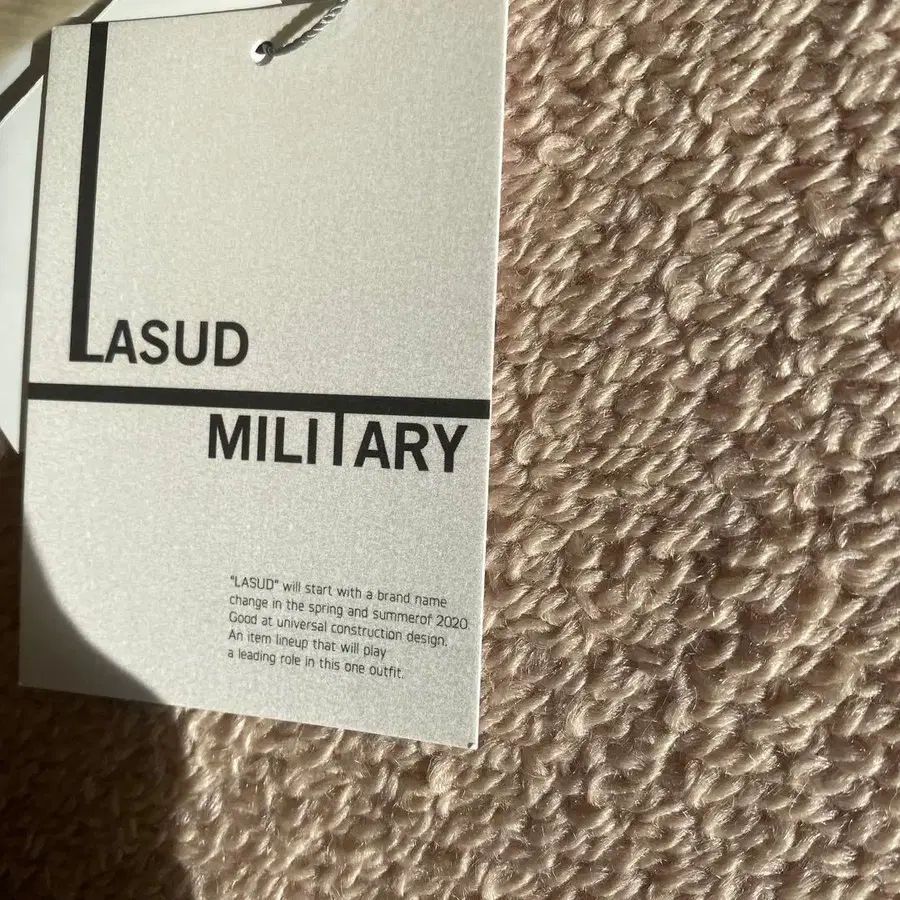 LASUD
MILITARY
"LASUD" will start with a brand name
change in the spring and summerof 2020
Good at universal construction design.
An item lineup that will play
a leading role in this one outfit.